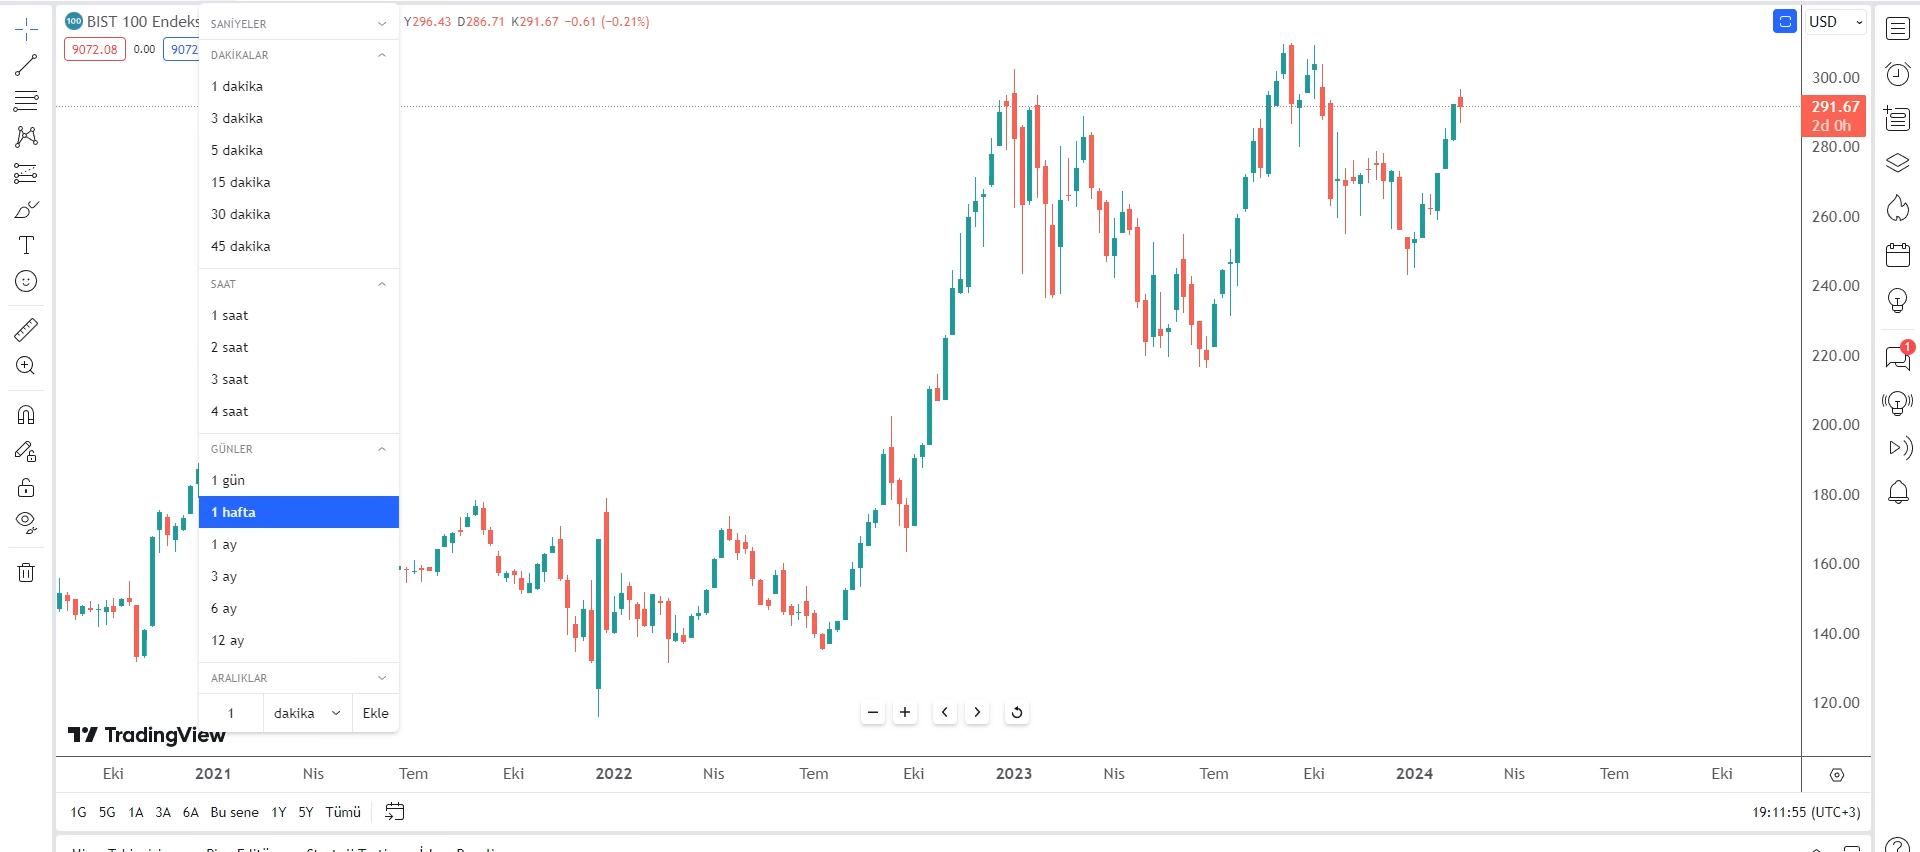 100 BIST 100 Endeks
Y296.43 D286.71 K291.67 −0.61 (−0.21%)
USD
9072.08 0.00 9072
SANİYELER
DAKİKALAR
1 dakika
3 dakika
5 dakika
15 dakika
30 dakika
45 dakika
SAAT
1 saat
2 saat
3 saat
4 saat
GÜNLER
1 gün
1 hafta
1 ay
3 ay
6 ay
12 ay
ARALIKLAR
1 dakika Ekle
TradingView
300.00
291.67
2d 0h
280.00
260.00
240.00
220.00
200.00
180.00
160.00
140.00
120.00
1
Eki 2021 Nis Tem Eki 2022 Nis Tem Eki 2023 Nis Tem Eki 2024 Nis Tem Eki
1G 5G 1A 3A 6A Bu sene 1Y 5Y Tümü
19:11:55 (UTC+3)